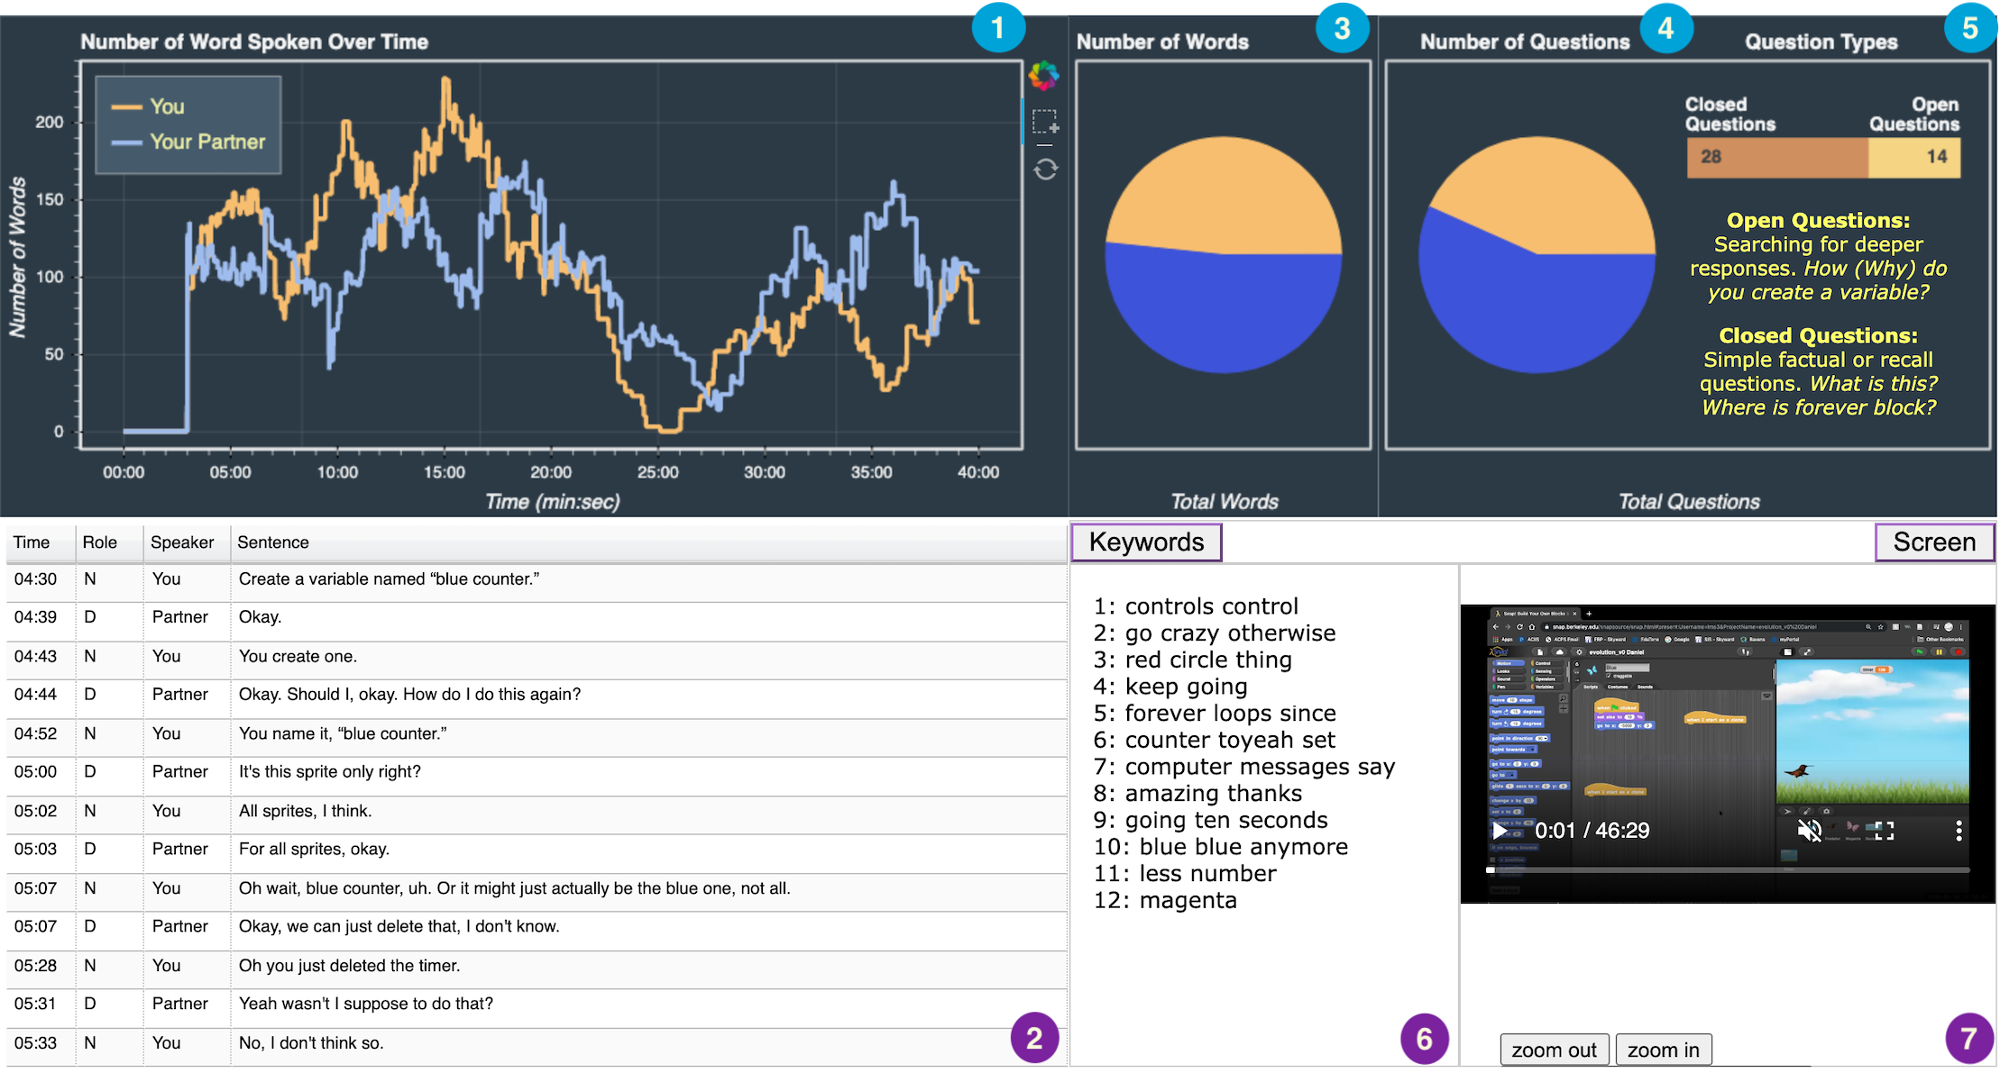 Number of Word Spoken Over Time
1
You
Your Partner
Number of Words
200
150
100
50
0
00:00 05:00 10:00 15:00 20:00 25:00 30:00 35:00 40:00
Time (min:sec)
Number of Words
3
Total Words
Number of Questions
4
Question Types
5
Closed Questions
Open Questions
28
14
Open Questions:
Searching for deeper
responses. How (Why) do
you create a variable?
Closed Questions:
Simple factual or recall
questions. What is this?
Where is forever block?
Total Questions
Time Role Speaker Sentence
04:30 N You Create a variable named “blue counter.”
04:39 D Partner Okay.
04:43 N You You create one.
04:44 D Partner Okay. Should I, okay. How do I do this again?
04:52 N You You name it, “blue counter.”
05:00 D Partner It's this sprite only right?
05:02 N You All sprites, I think.
05:03 D Partner For all sprites, okay.
05:07 N You Oh wait, blue counter, uh. Or it might just actually be the blue one, not all.
05:07 D Partner Okay, we can just delete that, I don't know.
05:28 N You Oh you just deleted the timer.
05:31 D Partner Yeah wasn't I suppose to do that?
05:33 N You No, I don't think so.
2
Keywords
1: controls control
2: go crazy otherwise
3: red circle thing
4: keep going
5: forever loops since
6: counter toyeah set
7: computer messages say
8: amazing thanks
9: going ten seconds
10: blue blue anymore
11: less number
12: magenta
6
Screen
evolution_v0 Daniel
Scripts Costumes Sounds
0:01 / 46:29
zoom out
zoom in
7